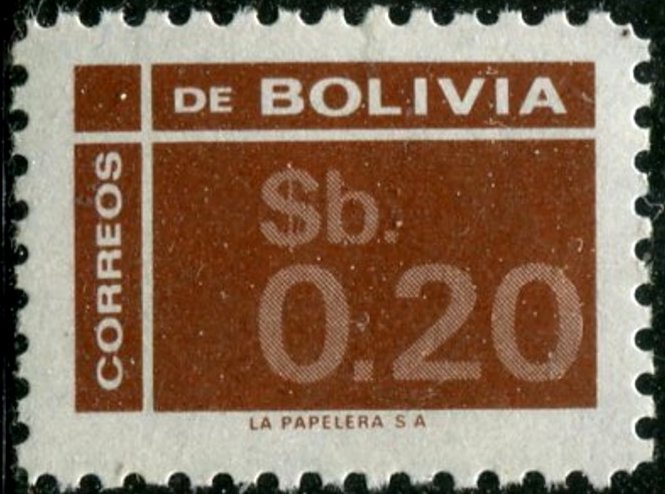 CORREOS
DE BOLIVIA
$b.
0.20
LA PAPELERA S A